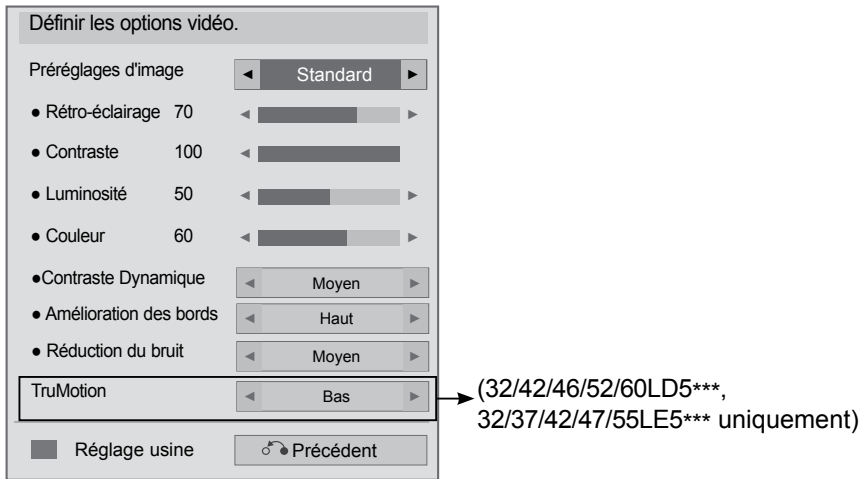 Définir les options vidéo.
Préréglages d'image ◄ Standard ►
● Rétro-éclairage 70 ◄ ►
● Contraste 100 ◄
● Luminosité 50 ◄ ►
● Couleur 60 ◄ ►
●Contraste Dynamique ◄ Moyen ►
● Amélioration des bords ◄ Haut ►
● Réduction du bruit ◄ Moyen ►
TruMotion ◄ Bas ►
(32/42/46/52/60LD5***,
32/37/42/47/55LE5*** uniquement)
Réglage usine Précédent